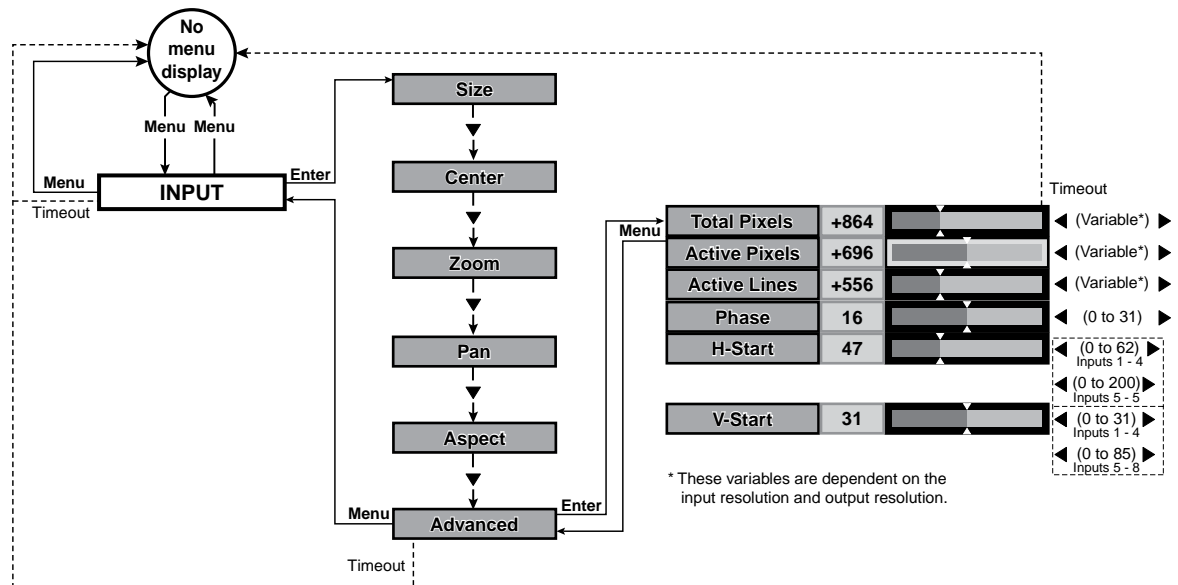 No
menu
display
Menu Menu
Menu
INPUT
Enter
Timeout
Size
Center
Zoom
Pan
Aspect
Menu
Advanced
Enter
Timeout
Menu
Timeout
Total Pixels +864 (Variable*)
Active Pixels +696 (Variable*)
Active Lines +556 (Variable*)
Phase 16 (0 to 31)
H-Start 47 (0 to 62)
Inputs 1 - 4
(0 to 200)
Inputs 5 - 5
V-Start 31 (0 to 31)
Inputs 1 - 4
(0 to 85)
Inputs 5 - 8
* These variables are dependent on the
input resolution and output resolution.